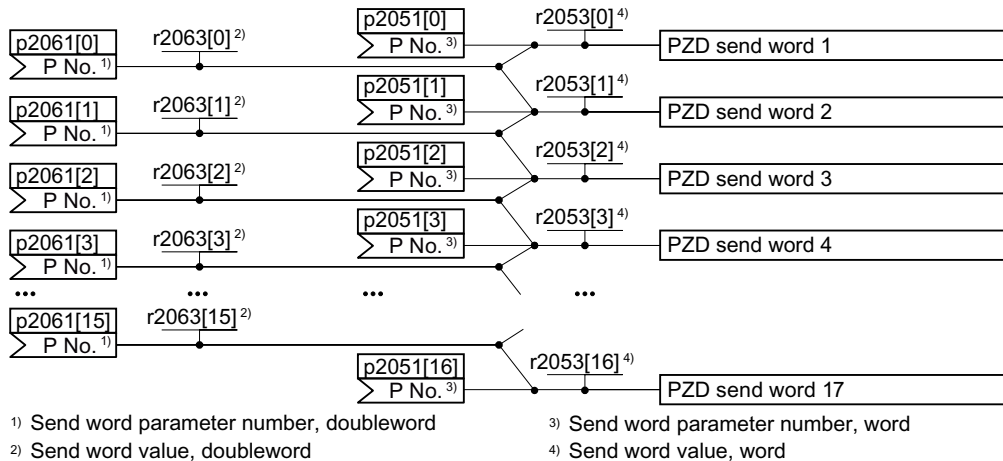 p2051[0] r2053[0] 4)
p2061[0] r2063[0] 2) P No. 3) PZD send word 1
P No. 1)
p2051[1] r2053[1] 4)
p2061[1] r2063[1] 2) P No. 3) PZD send word 2
P No. 1)
p2051[2] r2053[2] 4)
p2061[2] r2063[2] 2) P No. 3) PZD send word 3
P No. 1)
p2051[3] r2053[3] 4)
p2061[3] r2063[3] 2) P No. 3) PZD send word 4
P No. 1)
... ... ... ...
p2061[15] r2063[15] 2)
P No. 1)
p2051[16] r2053[16] 4)
P No. 3) PZD send word 17
1) Send word parameter number, doubleword 3) Send word parameter number, word
2) Send word value, doubleword 4) Send word value, word